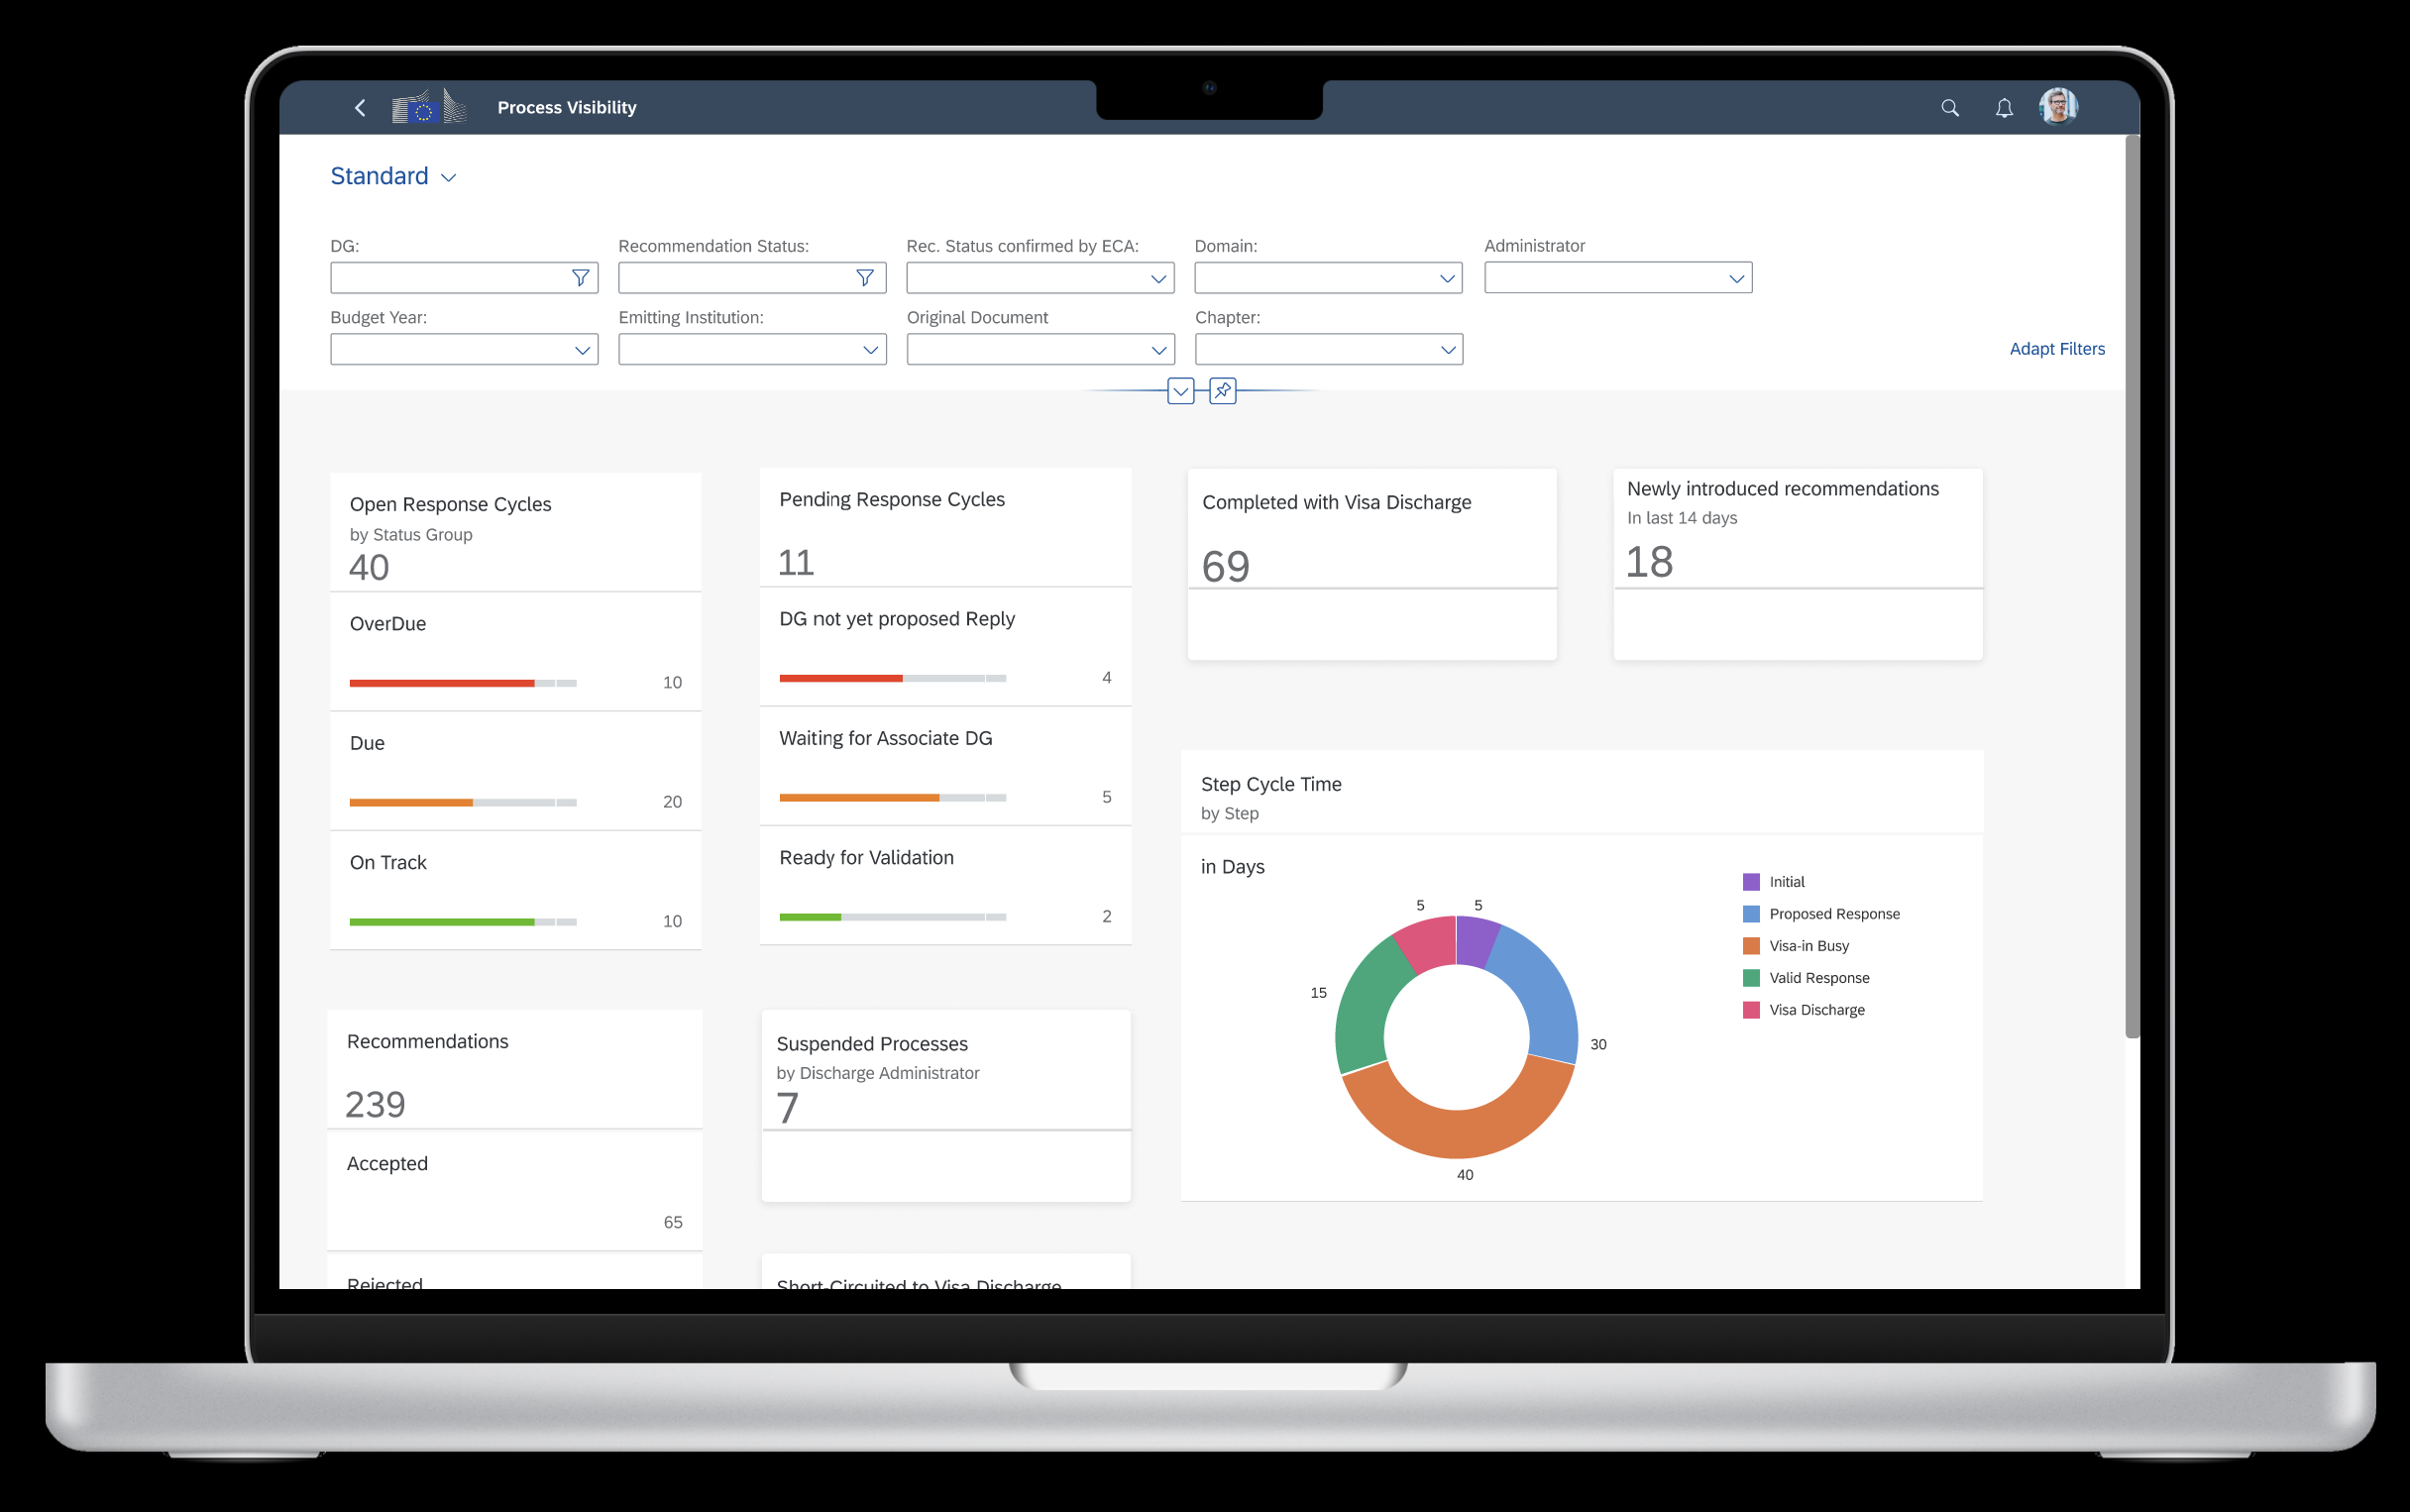 Process Visibility
Standard
DG:
Recommendation Status:
Rec. Status confirmed by ECA:
Domain:
Administrator
Budget Year:
Emitting Institution:
Original Document
Chapter:
Adapt Filters
Open Response Cycles
by Status Group
40
OverDue
10
Due
20
On Track
10
Pending Response Cycles
11
DG not yet proposed Reply
4
Waiting for Associate DG
5
Ready for Validation
2
Completed with Visa Discharge
69
Newly introduced recommendations
In last 14 days
18
Step Cycle Time
by Step
in Days
5
5
15
30
40
Initial
Proposed Response
Visa-in Busy
Valid Response
Visa Discharge
Recommendations
239
Accepted
65
Rejected
Suspended Processes
by Discharge Administrator
7
Short-Circuited to Visa Discharge